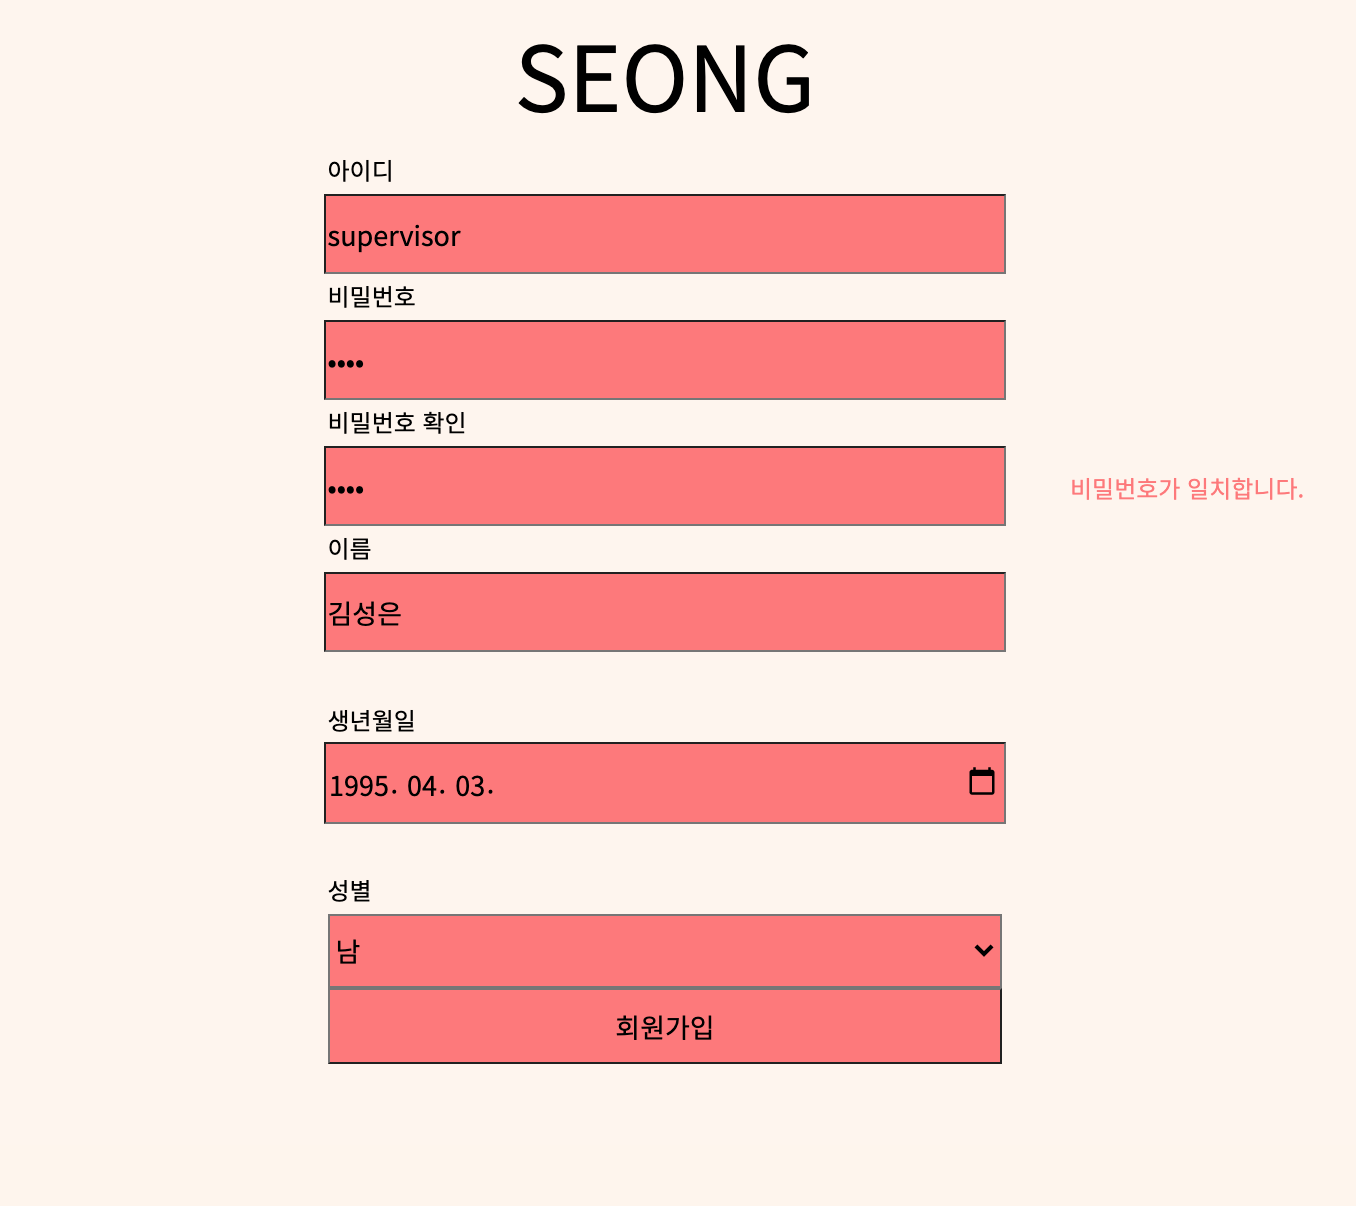 SEONG
아이디
supervisor
비밀번호
••••
비밀번호 확인
••••
비밀번호가 일치합니다.
이름
김성은
생년월일
1995. 04. 03.
성별
남
회원가입